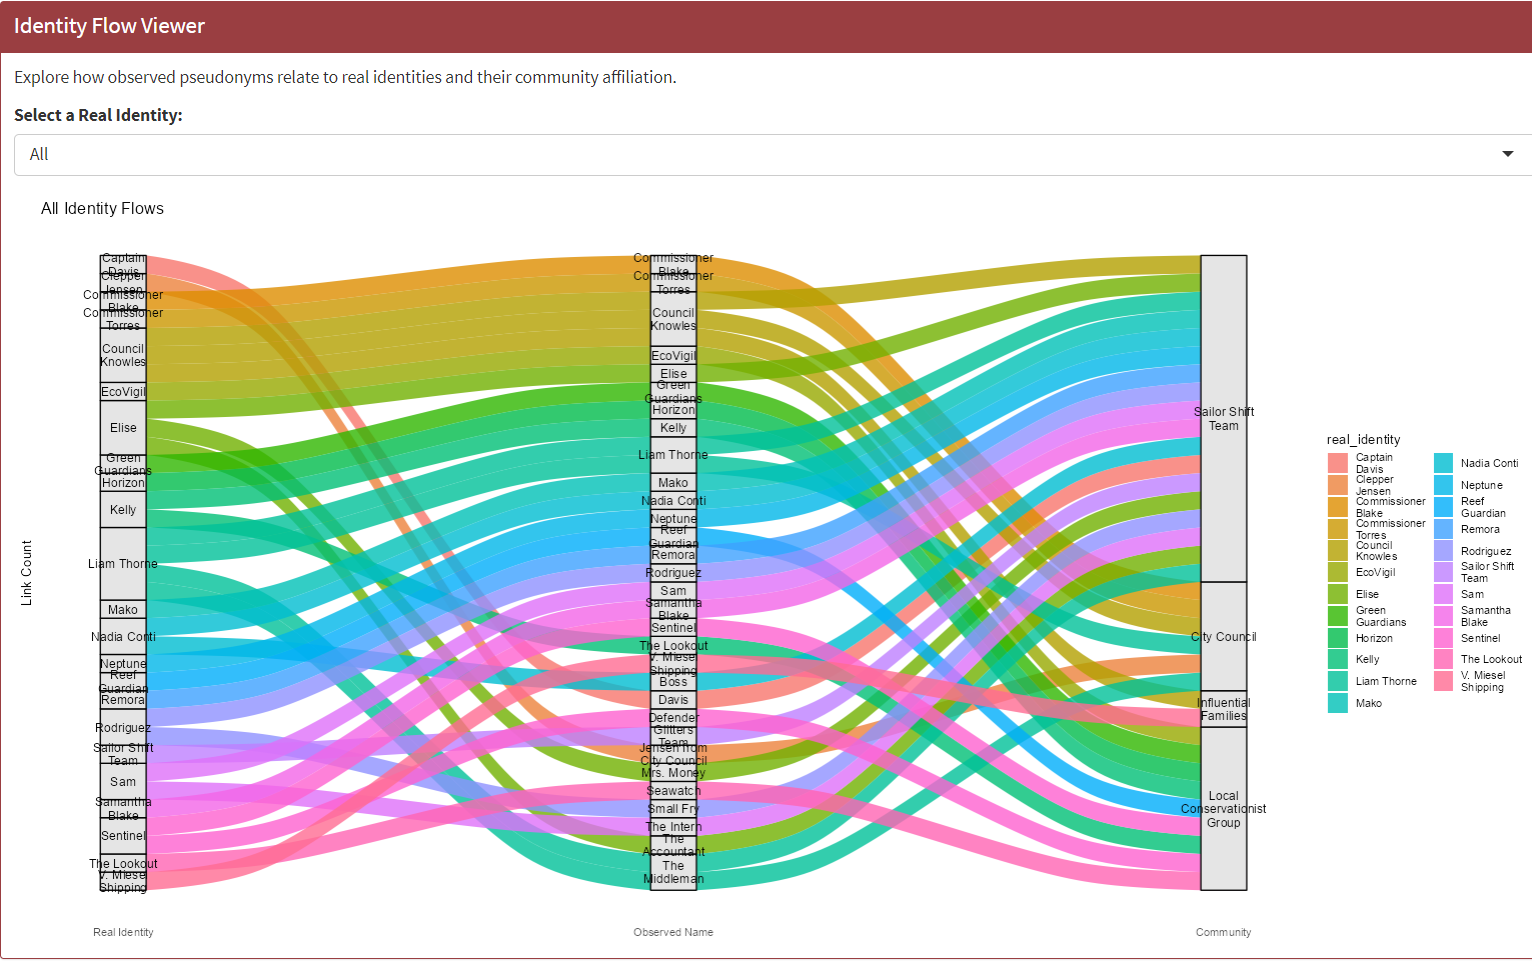 Identity Flow Viewer
Explore how observed pseudonyms relate to real identities and their community affiliation.
Select a Real Identity:
All
All Identity Flows
Link Count
Captain
Davis
Clepper
Jensen
Commissioner
Blake
Commissioner
Torres
Council
Knowles
EcoVigil
Elise
Green
Guardians
Horizon
Kelly
Liam Thorne
Mako
Nadia Conti
Neptune
Reef
Guardian
Remora
Rodriguez
Sailor Shift
Team
Sam
Samantha
Blake
Sentinel
The Lookout
V. Miesel
Shipping
Real Identity
Commissioner
Blake
Commissioner
Torres
Council
Knowles
EcoVigil
Elise
Green
Guardians
Horizon
Kelly
Liam Thorne
Mako
Nadia Conti
Neptune
Reef
Guardian
Remora
Rodriguez
Sam
Samantha
Blake
Sentinel
The Lookout
V. Miesel
Shipping
Boss
Davis
Defender
Glitters
Team
Jensen from
City Council
Mrs. Money
Seawatch
Small Fry
The Intern
The
Accountant
The
Middleman
Observed Name
Sailor Shift
Team
City Council
Influential
Families
Local
Conservationist
Group
Community
real_identity
Captain
Davis
Clepper
Jensen
Commissioner
Blake
Commissioner
Torres
Council
Knowles
EcoVigil
Elise
Green
Guardians
Horizon
Kelly
Liam Thorne
Mako
Nadia Conti
Neptune
Reef
Guardian
Remora
Rodriguez
Sailor Shift
Team
Sam
Samantha
Blake
Sentinel
The Lookout
V. Miesel
Shipping